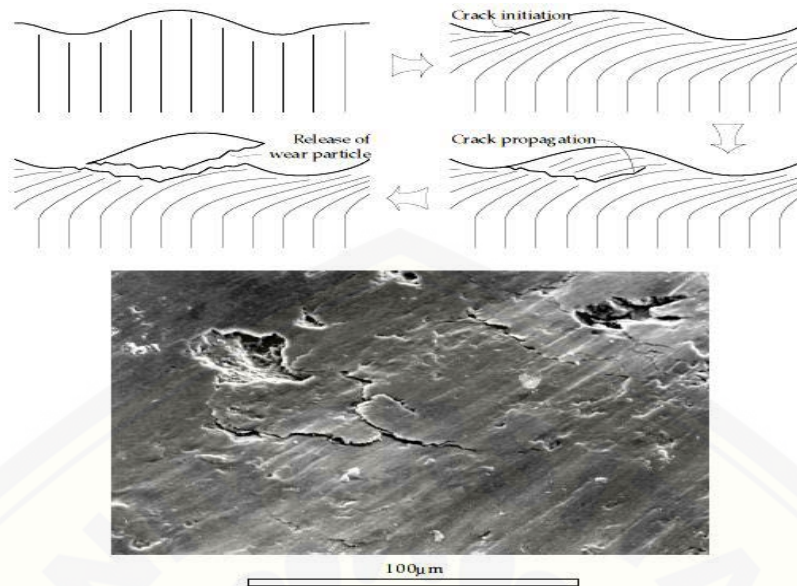 Crack initiation
Crack propagation
Release of
wear particle
100μm